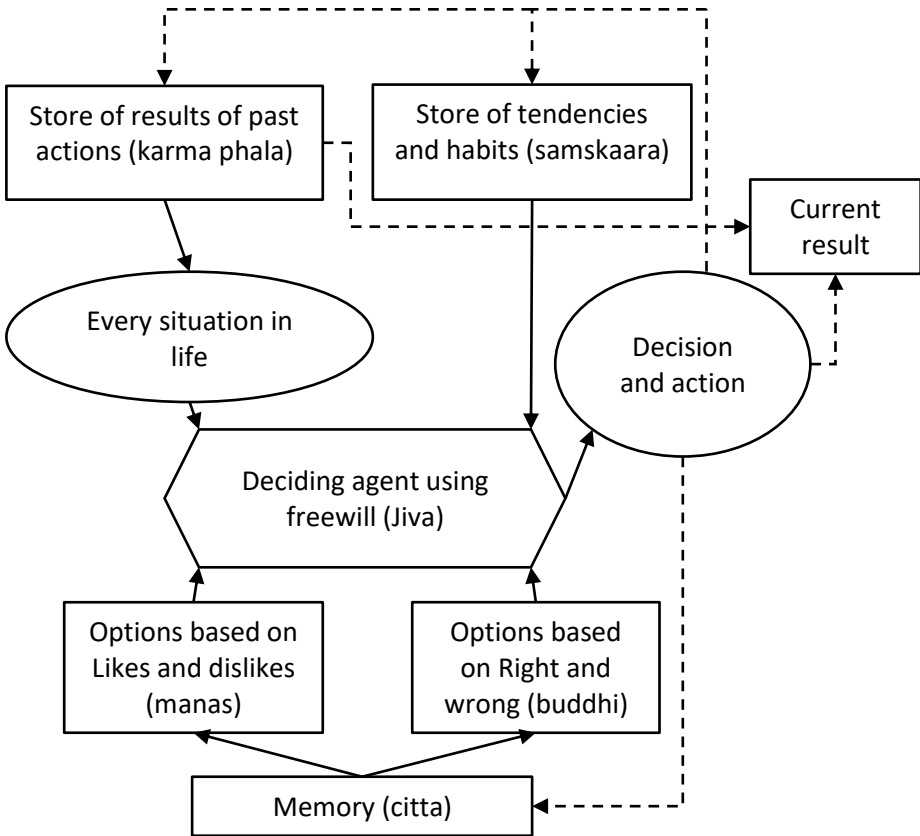 Store of results of past
actions (karma phala)
Store of tendencies
and habits (samskaara)
Current
result
Every situation in
life
Decision
and action
Deciding agent using
freewill (Jiva)
Options based on
Likes and dislikes
(manas)
Options based
on Right and
wrong (buddhi)
Memory (citta)